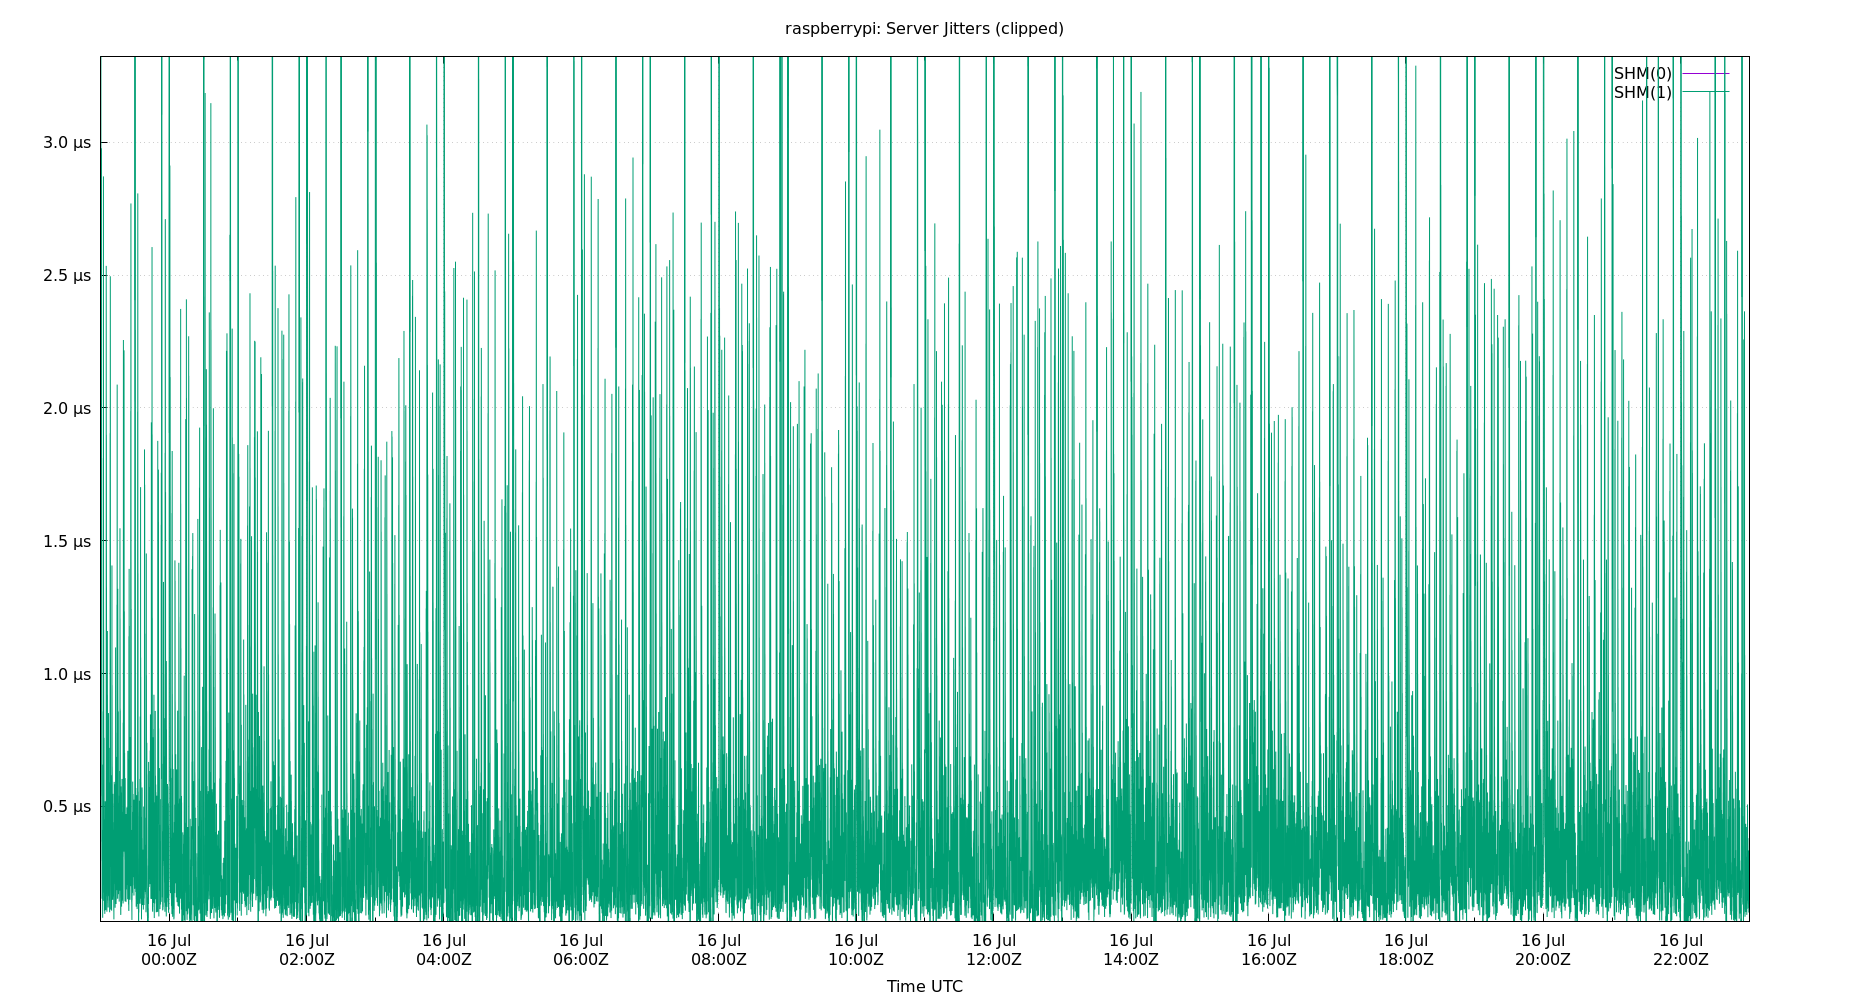 raspberrypi: Server Jitters (clipped)
SHM(0)
SHM(1)
3.0 µs
2.5 µs
2.0 µs
1.5 µs
1.0 µs
0.5 µs
16 Jul 16 Jul 16 Jul 16 Jul 16 Jul 16 Jul 16 Jul 16 Jul 16 Jul 16 Jul 16 Jul 16 Jul
00:00Z 02:00Z 04:00Z 06:00Z 08:00Z 10:00Z 12:00Z 14:00Z 16:00Z 18:00Z 20:00Z 22:00Z
Time UTC